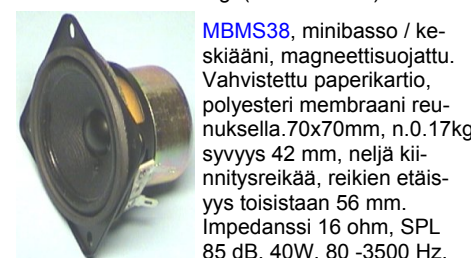 MBMS38, minibasso / ke-
skiääni, magneettisuojattu.
Vahvistettu paperikartio,
polyesteri membraani reu-
nuksella.70x70mm, n.0.17kg
syvyys 42 mm, neljä kii-
nnitysreikää, reikien etäis-
yys toisistaan 56 mm.
Impedanssi 16 ohm, SPL
85 dB, 40W, 80 -3500 Hz.